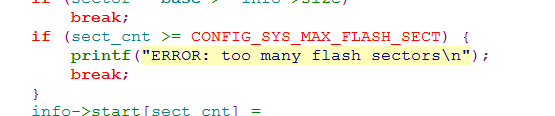 break;
if (sect_cnt >= CONFIG_SYS_MAX_FLASH_SECT) {
printf("ERROR: too many flash sectors\n");
break;
}
info->start[sect_cnt] =